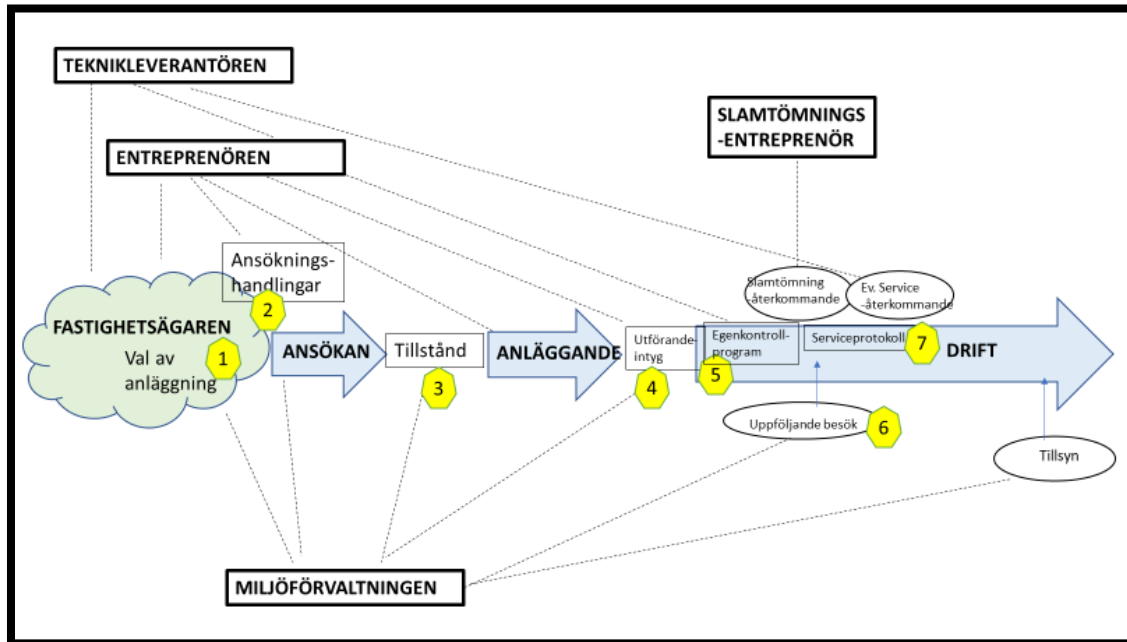 TEKNIKLEVERANTÖREN
SLAMTÖMNINGS
-ENTREPRENÖR
ENTREPRENÖREN
Ansöknings-
handlingar
2
FASTIGHETSÄGAREN
Val av
anläggning
1
ANSÖKAN
Tillstånd
3
ANLÄGGANDE
Utförande-
intyg
4
Slamtömning
-återkommande
Ev. Service
-återkommande
Egenkontroll-
program
5
Serviceprotokoll
7
DRIFT
Uppföljande besök
6
Tillsyn
MILJÖFÖRVALTNINGEN